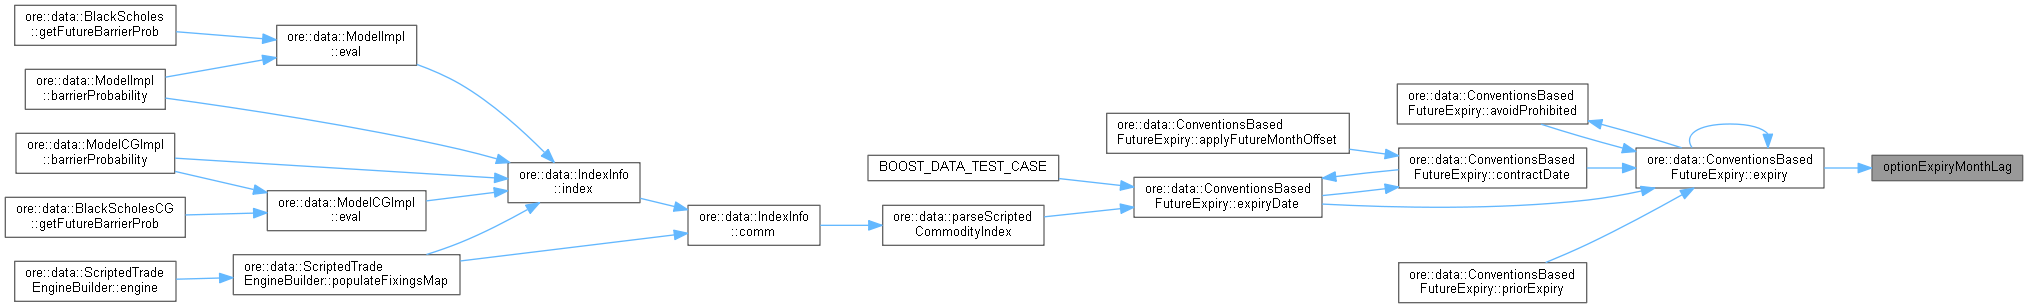 ore::data::BlackScholes
::getFutureBarrierProb
ore::data::ModelImpl
::eval
ore::data::ModelImpl
::barrierProbability
ore::data::ModelCGImpl
::barrierProbability
ore::data::BlackScholesCG
::getFutureBarrierProb
ore::data::ModelCGImpl
::eval
ore::data::ScriptedTrade
EngineBuilder::engine
ore::data::ScriptedTrade
EngineBuilder::populateFixingsMap
ore::data::IndexInfo
::index
ore::data::IndexInfo
::comm
ore::data::parseScripted
CommodityIndex
BOOST_DATA_TEST_CASE
ore::data::ConventionsBased
FutureExpiry::applyFutureMonthOffset
ore::data::ConventionsBased
FutureExpiry::expiryDate
ore::data::ConventionsBased
FutureExpiry::avoidProhibited
ore::data::ConventionsBased
FutureExpiry::contractDate
ore::data::ConventionsBased
FutureExpiry::priorExpiry
ore::data::ConventionsBased
FutureExpiry::expiry
optionExpiryMonthLag